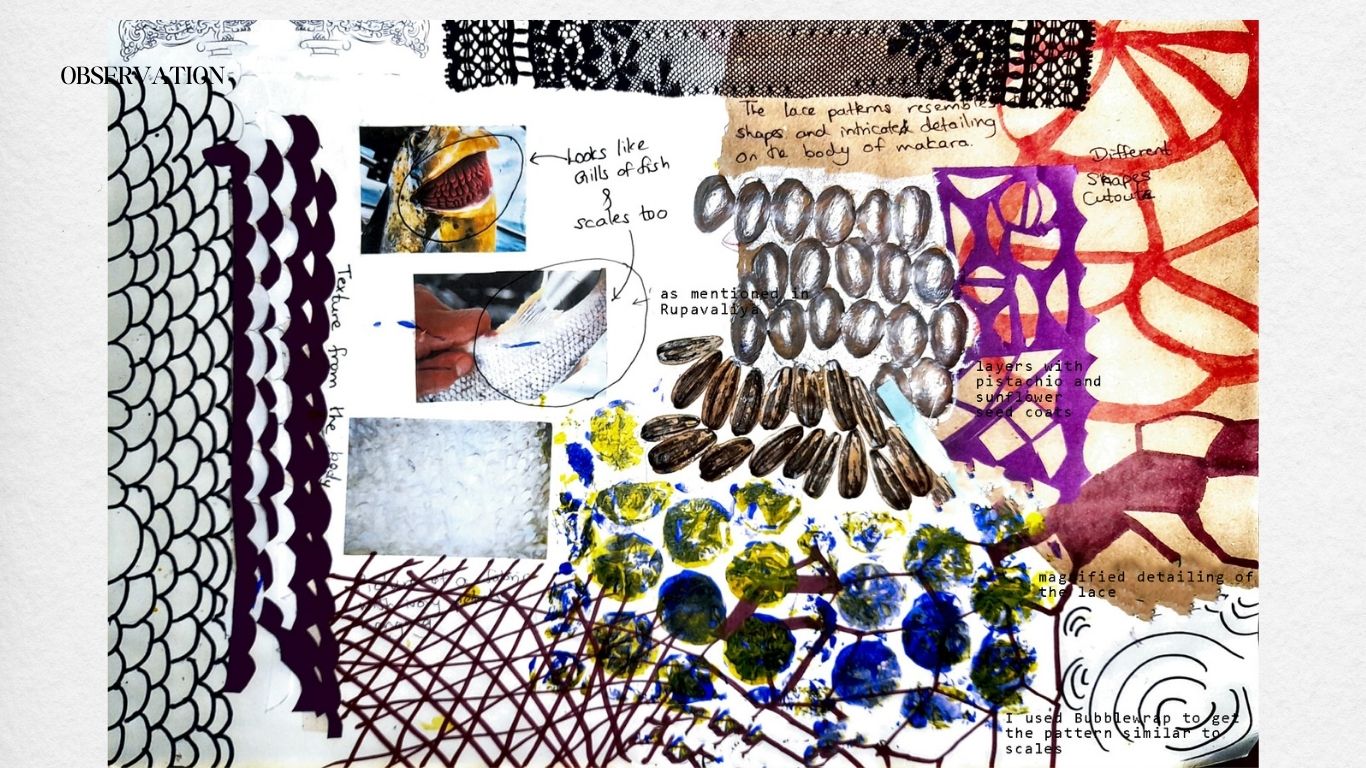 OBSERVATION
The lace patterns resembles
shapes and intricate detailing
on the body of makara.
Different
Shapes
Cutouts
Looks like
Gills of fish
&
scales too
as mentioned in
Rupavaliya
Texture from the body
layers with
pistachio and
sunflower
seed coats
magnified detailing of
the lace
I used Bubblewrap to get
the pattern similar to
scales